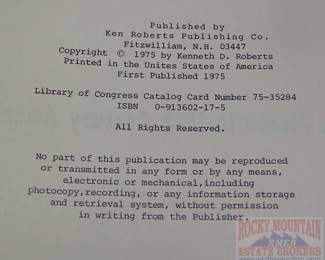 Published by
Ken Roberts Publishing Co.
Fitzwilliam, N.H. 03447
Copyright © 1975 by Kenneth D. Roberts
Printed in the Unites States of America
First Published 1975
Library of Congress Catalog Card Number 75-35284
ISBN 0-913602-17-5
All Rights Reserved.
No part of this publication may be reproduced
or transmitted in any form or by any means,
electronic or mechanical,including
photocopy,recording, or any information storage
and retrieval system, without permission
in writing from the Publisher.
ROCKY MOUNTAIN
ESTATE BROKERS